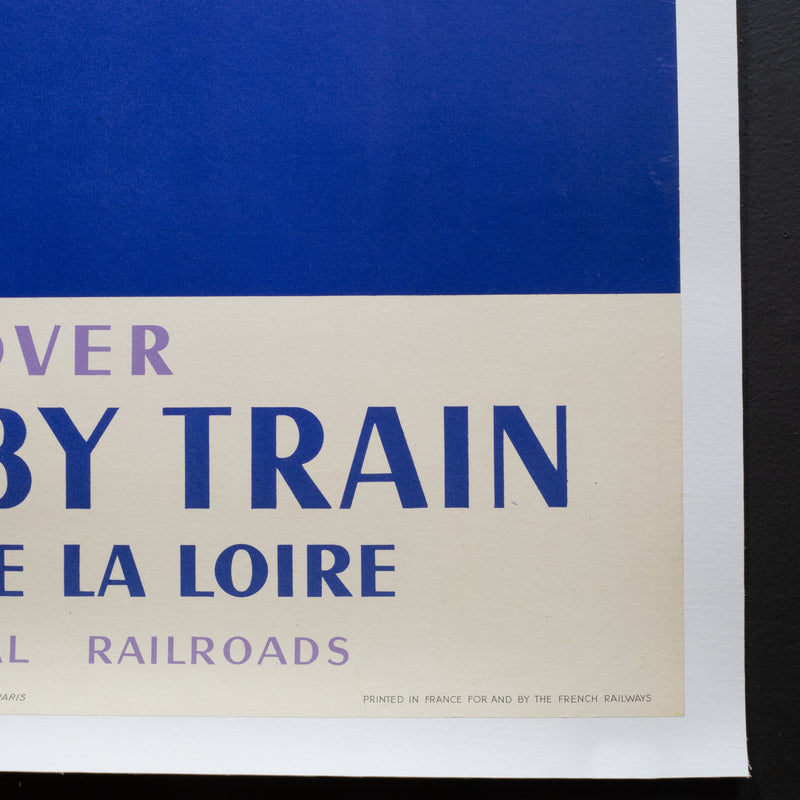 OVER
BY TRAIN
E LA LOIRE
AL RAILROADS
PARIS
PRINTED IN FRANCE FOR AND BY THE FRENCH RAILWAYS